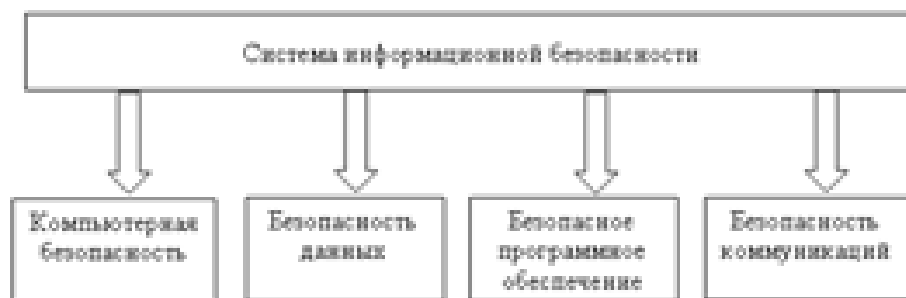 Система информационной безопасности
Компьютерная
безопасность
Безопасность
данных
Безопасное
программное
обеспечение
Безопасность
коммуникаций